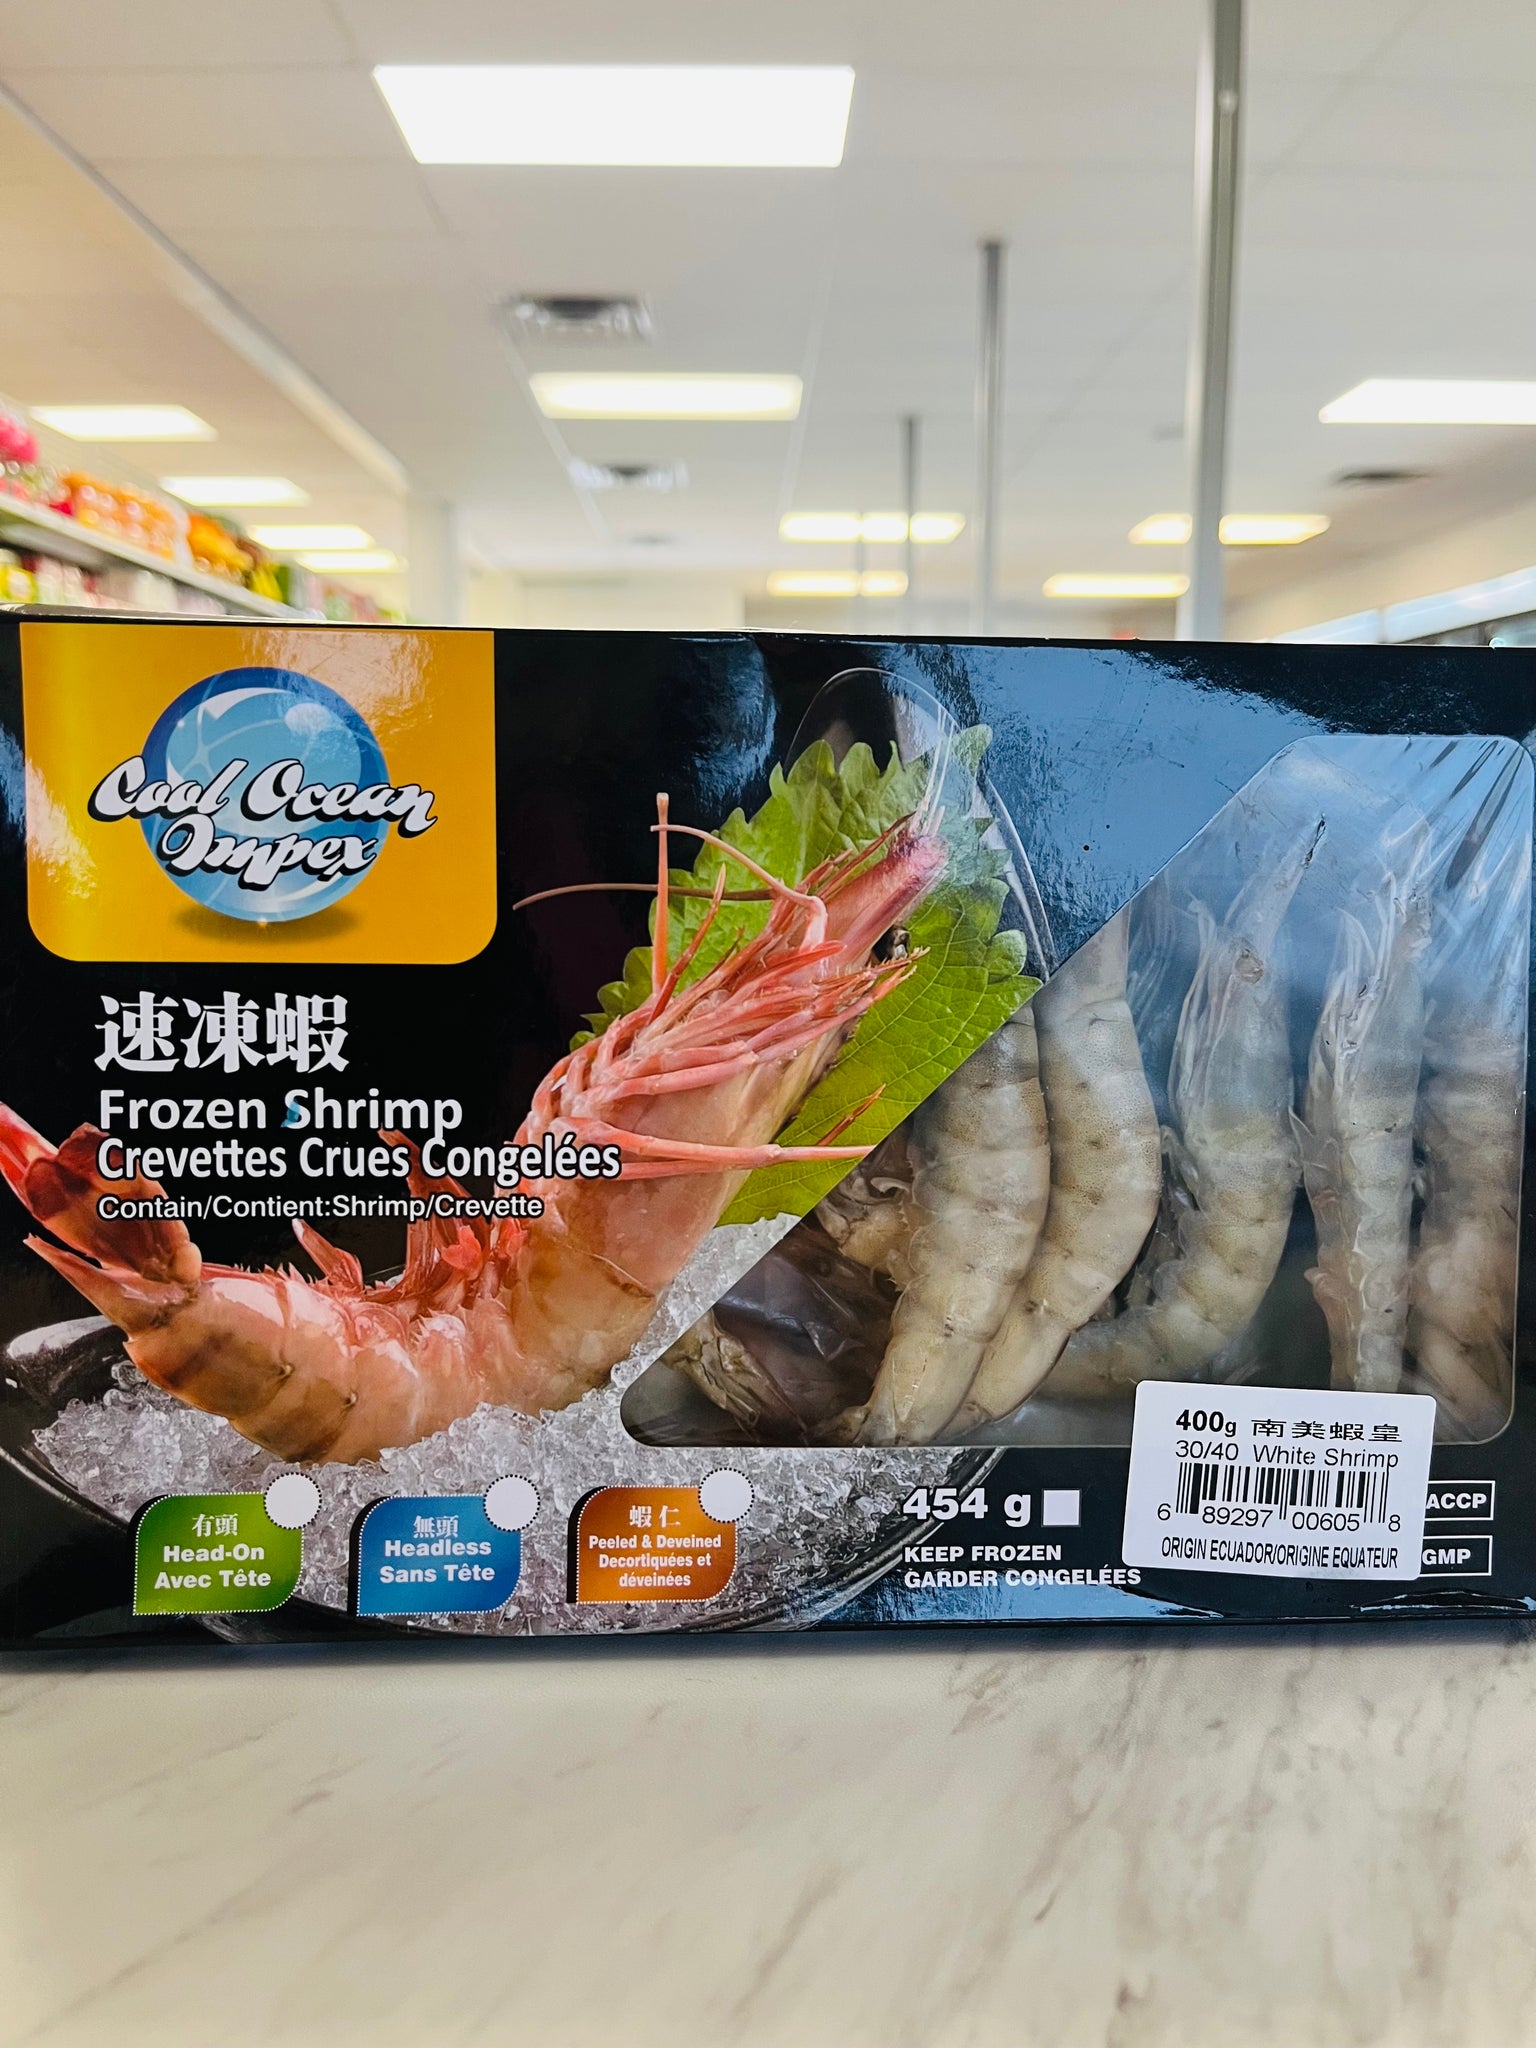 Cool Ocean
Impex
速凍蝦
Frozen Shrimp
Crevettes Crues Congelées
Contain/Contient:Shrimp/Crevette
有頭
Head-On
Avec Tête
無頭
Headless
Sans Tête
蝦仁
Peeled & Deveined
Decortiquées et
déveinées
454 g
KEEP FROZEN
GARDER CONGELÉES
400g 南美蝦皇
30/40 White Shrimp
6 89297 00605 8
ORIGIN ECUADOR/ORIGINE EQUATEUR
ACCP
GMP